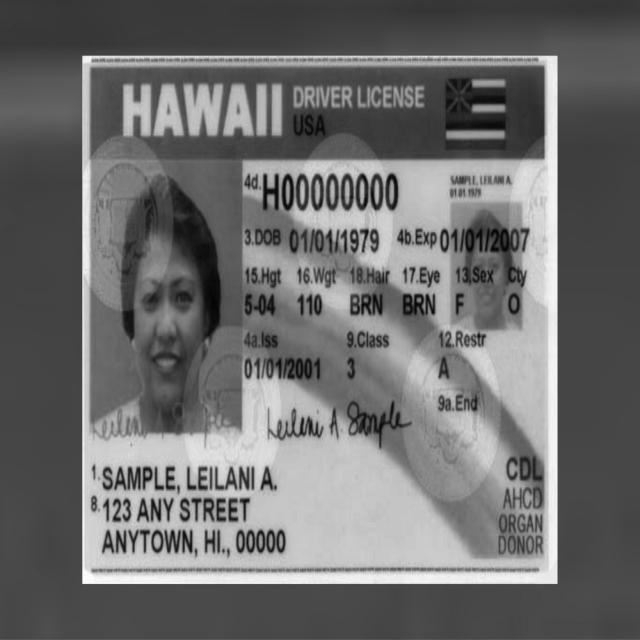 HAWAII DRIVER LICENSE
USA
4d. H00000000
SAMPLE, LEILANI A.
01.01.1979
3.DOB 01/01/1979 4b.Exp 01/01/2007
15.Hgt 16.Wgt 18.Hair 17.Eye 13.Sex Cty
5-04 110 BRN BRN F O
4a.Iss 9.Class 12.Restr
01/01/2001 3 A
9a.End
Leilani A. Sample
1. SAMPLE, LEILANI A.
8. 123 ANY STREET
ANYTOWN, HI., 00000
CDL
AHCD
ORGAN
DONOR